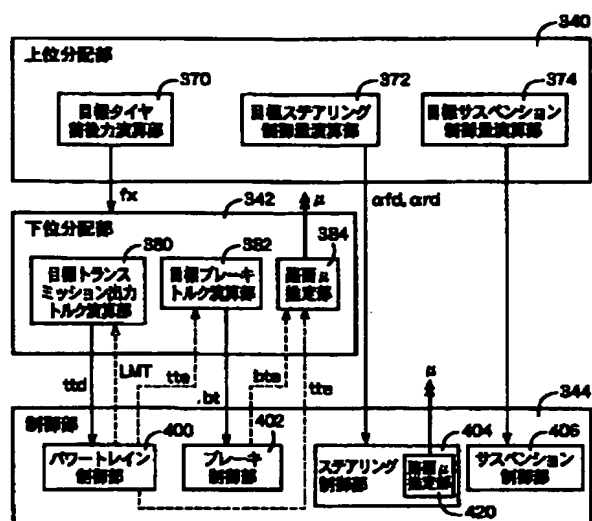 340
上位分配部
370
372
374
目標タイヤ
前後力演算部
目標ステアリング
制御量演算部
目標サスペンション
制御量演算部
fx
342
μ
αfd, αrd
下位分配部
380
382
384
目標トランス
ミッション出力
トルク演算部
目標ブレーキ
トルク演算部
路面μ
推定部
ttd
LMT
tte
bt
bte
tte
μ
344
制御部
400
402
404
406
パワートレイン
制御部
ブレーキ
制御部
ステアリング
制御部
路面μ
推定部
サスペンション
制御部
420